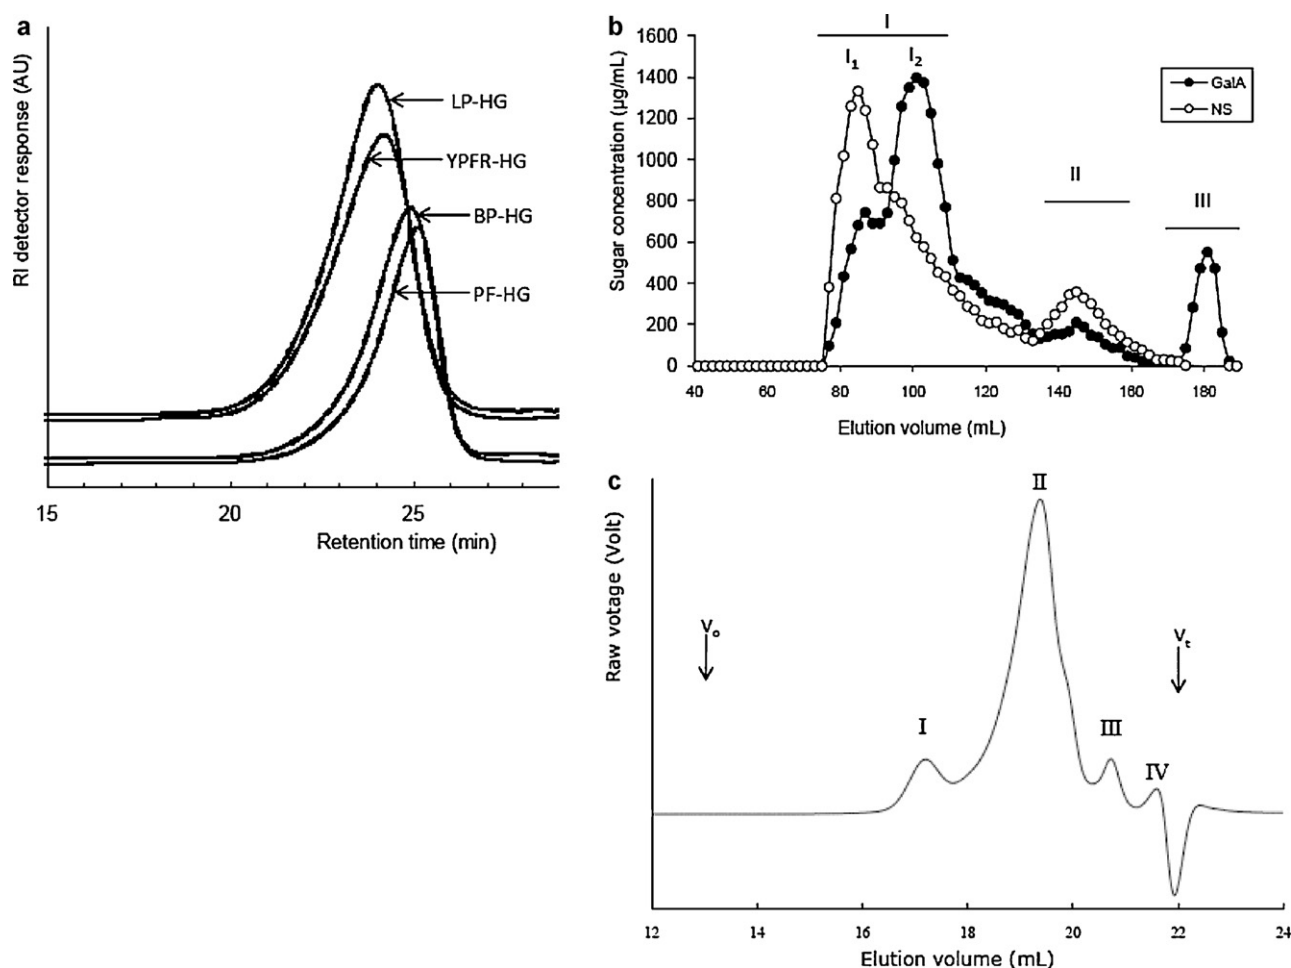 a
RI detector response (AU)
LP-HG
YPFR-HG
BP-HG
PF-HG
15 20 25
Retention time (min)
b
Sugar concentration (µg/mL)
1600
1400
1200
1000
800
600
400
200
0
I
I1 I2
II
III
GalA
NS
40 60 80 100 120 140 160 180
Elution volume (mL)
c
Raw votage (Volt)
Vo
I
II
III
IV
Vt
12 14 16 18 20 22 24
Elution volume (mL)